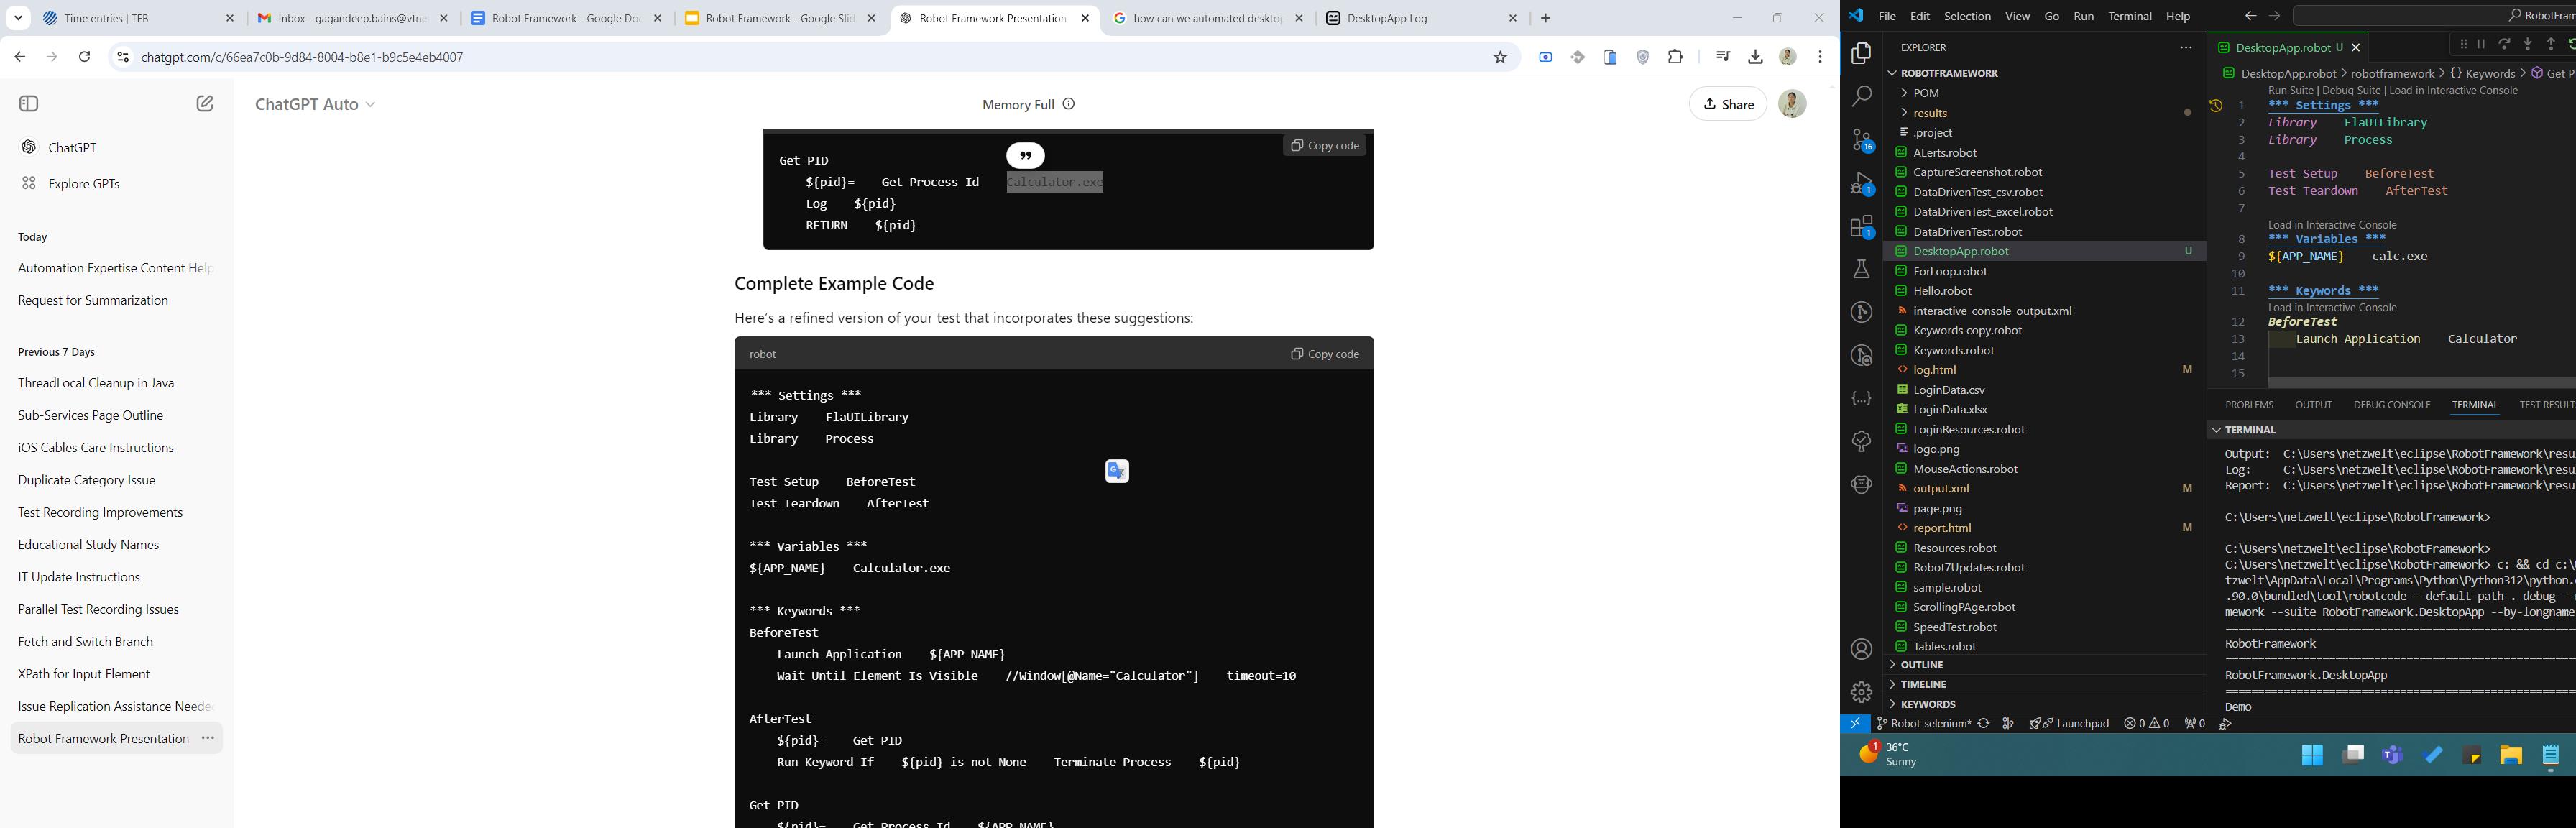 Time entries | TEB
Inbox - gagandeep.bains@vtne
Robot Framework - Google Doc
Robot Framework - Google Slid
Robot Framework Presentation
how can we automated deskto
DesktopApp Log
chatgpt.com/c/66ea7c0b-9d84-8004-b8e1-b9c5e4eb4007
ChatGPT
Explore GPTs
Today
Automation Expertise Content Help
Request for Summarization
Previous 7 Days
ThreadLocal Cleanup in Java
Sub-Services Page Outline
iOS Cables Care Instructions
Duplicate Category Issue
Test Recording Improvements
Educational Study Names
IT Update Instructions
Parallel Test Recording Issues
Fetch and Switch Branch
XPath for Input Element
Issue Replication Assistance Neede
Robot Framework Presentation
ChatGPT Auto
Memory Full
Share
Copy code
Get PID
${pid}=    Get Process Id    Calculator.exe
Log    ${pid}
RETURN    ${pid}
Complete Example Code
Here's a refined version of your test that incorporates these suggestions:
robot
Copy code
*** Settings ***
Library    FlaUILibrary
Library    Process
Test Setup    BeforeTest
Test Teardown    AfterTest
*** Variables ***
${APP_NAME}    Calculator.exe
*** Keywords ***
BeforeTest
Launch Application    ${APP_NAME}
Wait Until Element Is Visible    //Window[@Name="Calculator"]    timeout=10
AfterTest
${pid}=    Get PID
Run Keyword If    ${pid} is not None    Terminate Process    ${pid}
Get PID
${pid}=    Get Process Id    ${APP_NAME}
File Edit Selection View Go Run Terminal Help
RobotFram
EXPLORER
ROBOTFRAMEWORK
POM
results
.project
ALerts.robot
CaptureScreenshot.robot
DataDrivenTest_csv.robot
DataDrivenTest_excel.robot
DataDrivenTest.robot
DesktopApp.robot U
ForLoop.robot
Hello.robot
interactive_console_output.xml
Keywords copy.robot
Keywords.robot
log.html M
LoginData.csv
LoginData.xlsx
LoginResources.robot
logo.png
MouseActions.robot
output.xml M
page.png
report.html M
Resources.robot
Robot7Updates.robot
sample.robot
ScrollingPAge.robot
SpeedTest.robot
Tables.robot
OUTLINE
TIMELINE
KEYWORDS
16
1
1
DesktopApp.robot U
DesktopApp.robot > robotframework > {} Keywords > Get P
Run Suite | Debug Suite | Load in Interactive Console
1 *** Settings ***
2 Library    FlaUILibrary
3 Library    Process
4
5 Test Setup    BeforeTest
6 Test Teardown    AfterTest
7
Load in Interactive Console
8 *** Variables ***
9 ${APP_NAME}    calc.exe
10
11 *** Keywords ***
Load in Interactive Console
12 BeforeTest
13 Launch Application    Calculator
14
15
PROBLEMS OUTPUT DEBUG CONSOLE TERMINAL TEST RESULT
TERMINAL
Output:  C:\Users\netzwelt\eclipse\RobotFramework\resu
Log:     C:\Users\netzwelt\eclipse\RobotFramework\resu
Report:  C:\Users\netzwelt\eclipse\RobotFramework\resu
C:\Users\netzwelt\eclipse\RobotFramework>
C:\Users\netzwelt\eclipse\RobotFramework>
C:\Users\netzwelt\eclipse\RobotFramework> c: && cd c:\
tzwelt\AppData\Local\Programs\Python\Python312\python.
.90.0\bundled\tool\robotcode --default-path . debug --
mework --suite RobotFramework.DesktopApp --by-longname
RobotFramework
RobotFramework.DesktopApp
Demo
Robot-selenium* Launchpad 0 0 0
1
36°C
Sunny